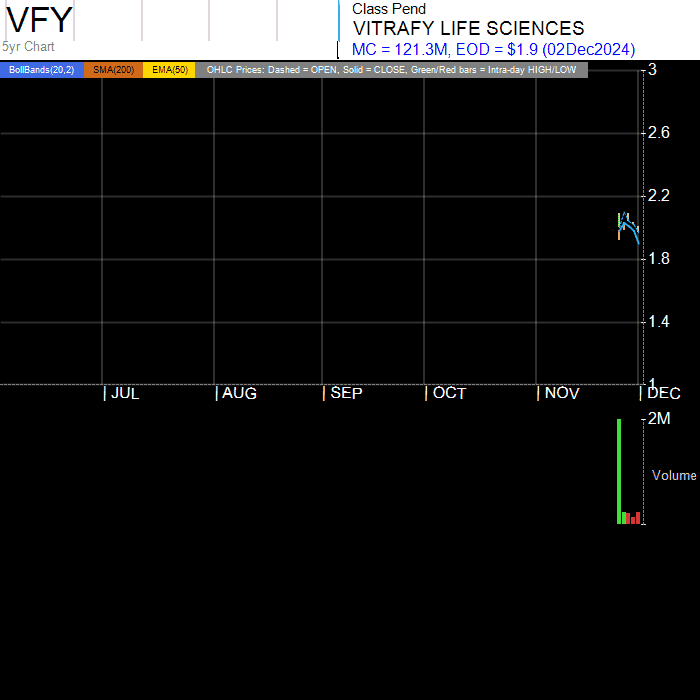 VFY
5yr Chart
Class Pend
VITRAFY LIFE SCIENCES
MC = 121.3M, EOD = $1.9 (02Dec2024)
BollBands(20,2) SMA(200) EMA(50) OHLC Prices: Dashed = OPEN, Solid = CLOSE, Green/Red bars = Intra-day HIGH/LOW
3
2.6
2.2
1.8
1.4
1
JUL AUG SEP OCT NOV DEC
2M
Volume